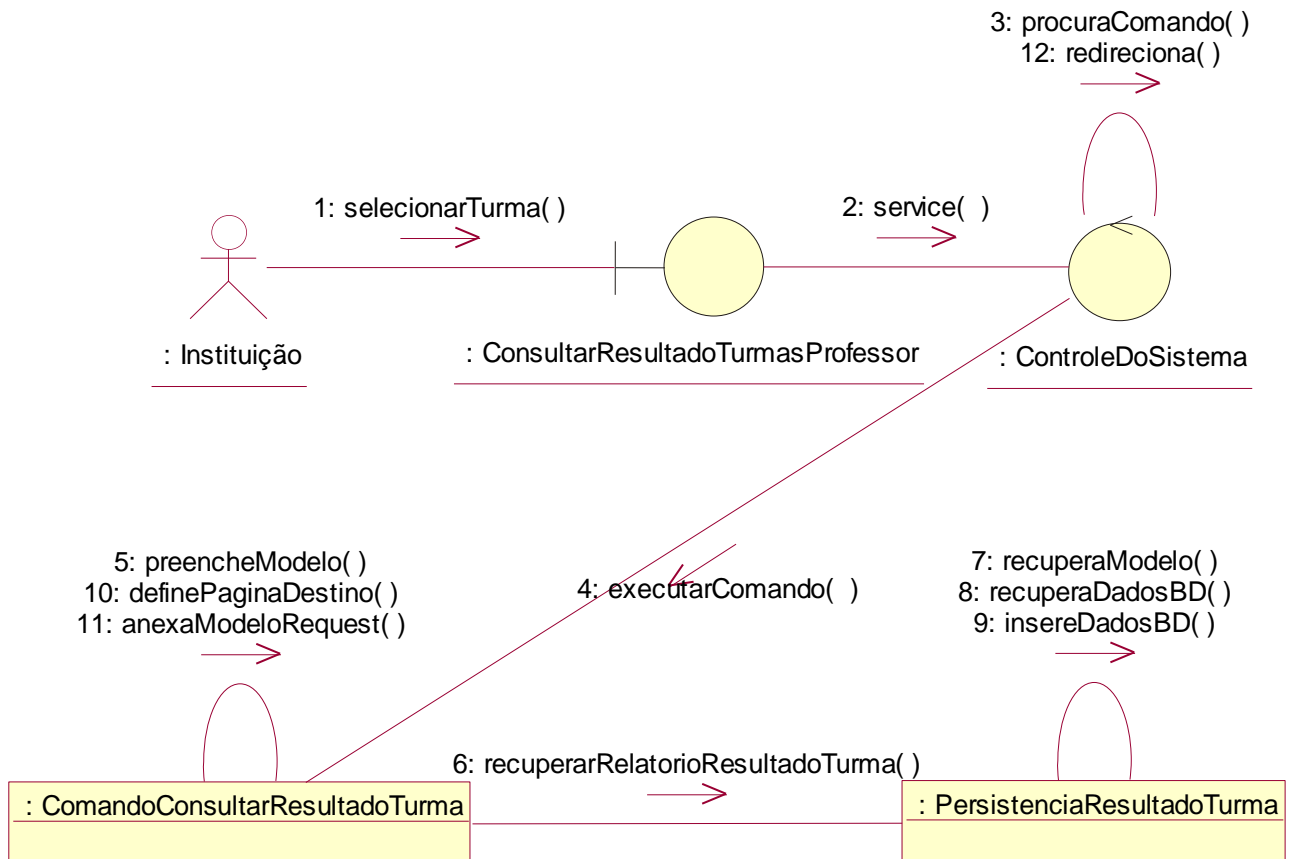 3: procuraComando( )
12: redireciona( )
1: selecionarTurma( )
2: service(  )
: Instituição
: ConsultarResultadoTurmasProfessor
: ControleDoSistema
4: executarComando(  )
5: preencheModelo( )
10: definePaginaDestino( )
11: anexaModeloRequest( )
7: recuperaModelo( )
8: recuperaDadosBD( )
9: insereDadosBD( )
6: recuperarRelatorioResultadoTurma( )
: ComandoConsultarResultadoTurma
: PersistenciaResultadoTurma